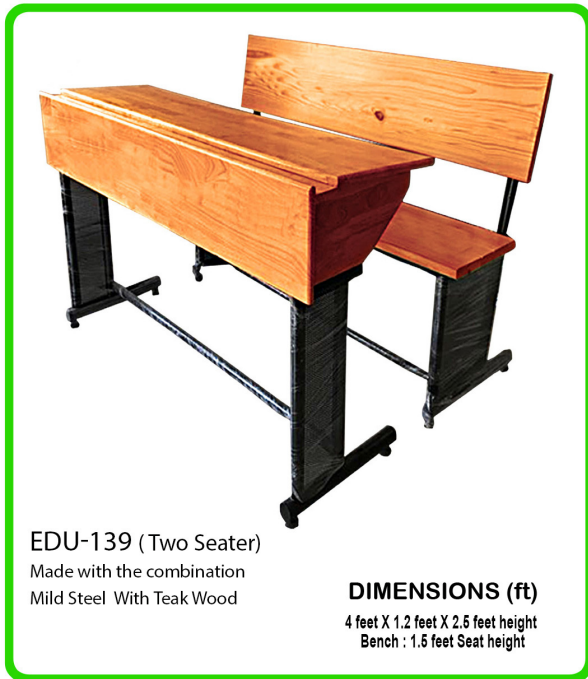 EDU-139 ( Two Seater)
Made with the combination
Mild Steel With Teak Wood
DIMENSIONS (ft)
4 feet X 1.2 feet X 2.5 feet height
Bench : 1.5 feet Seat height